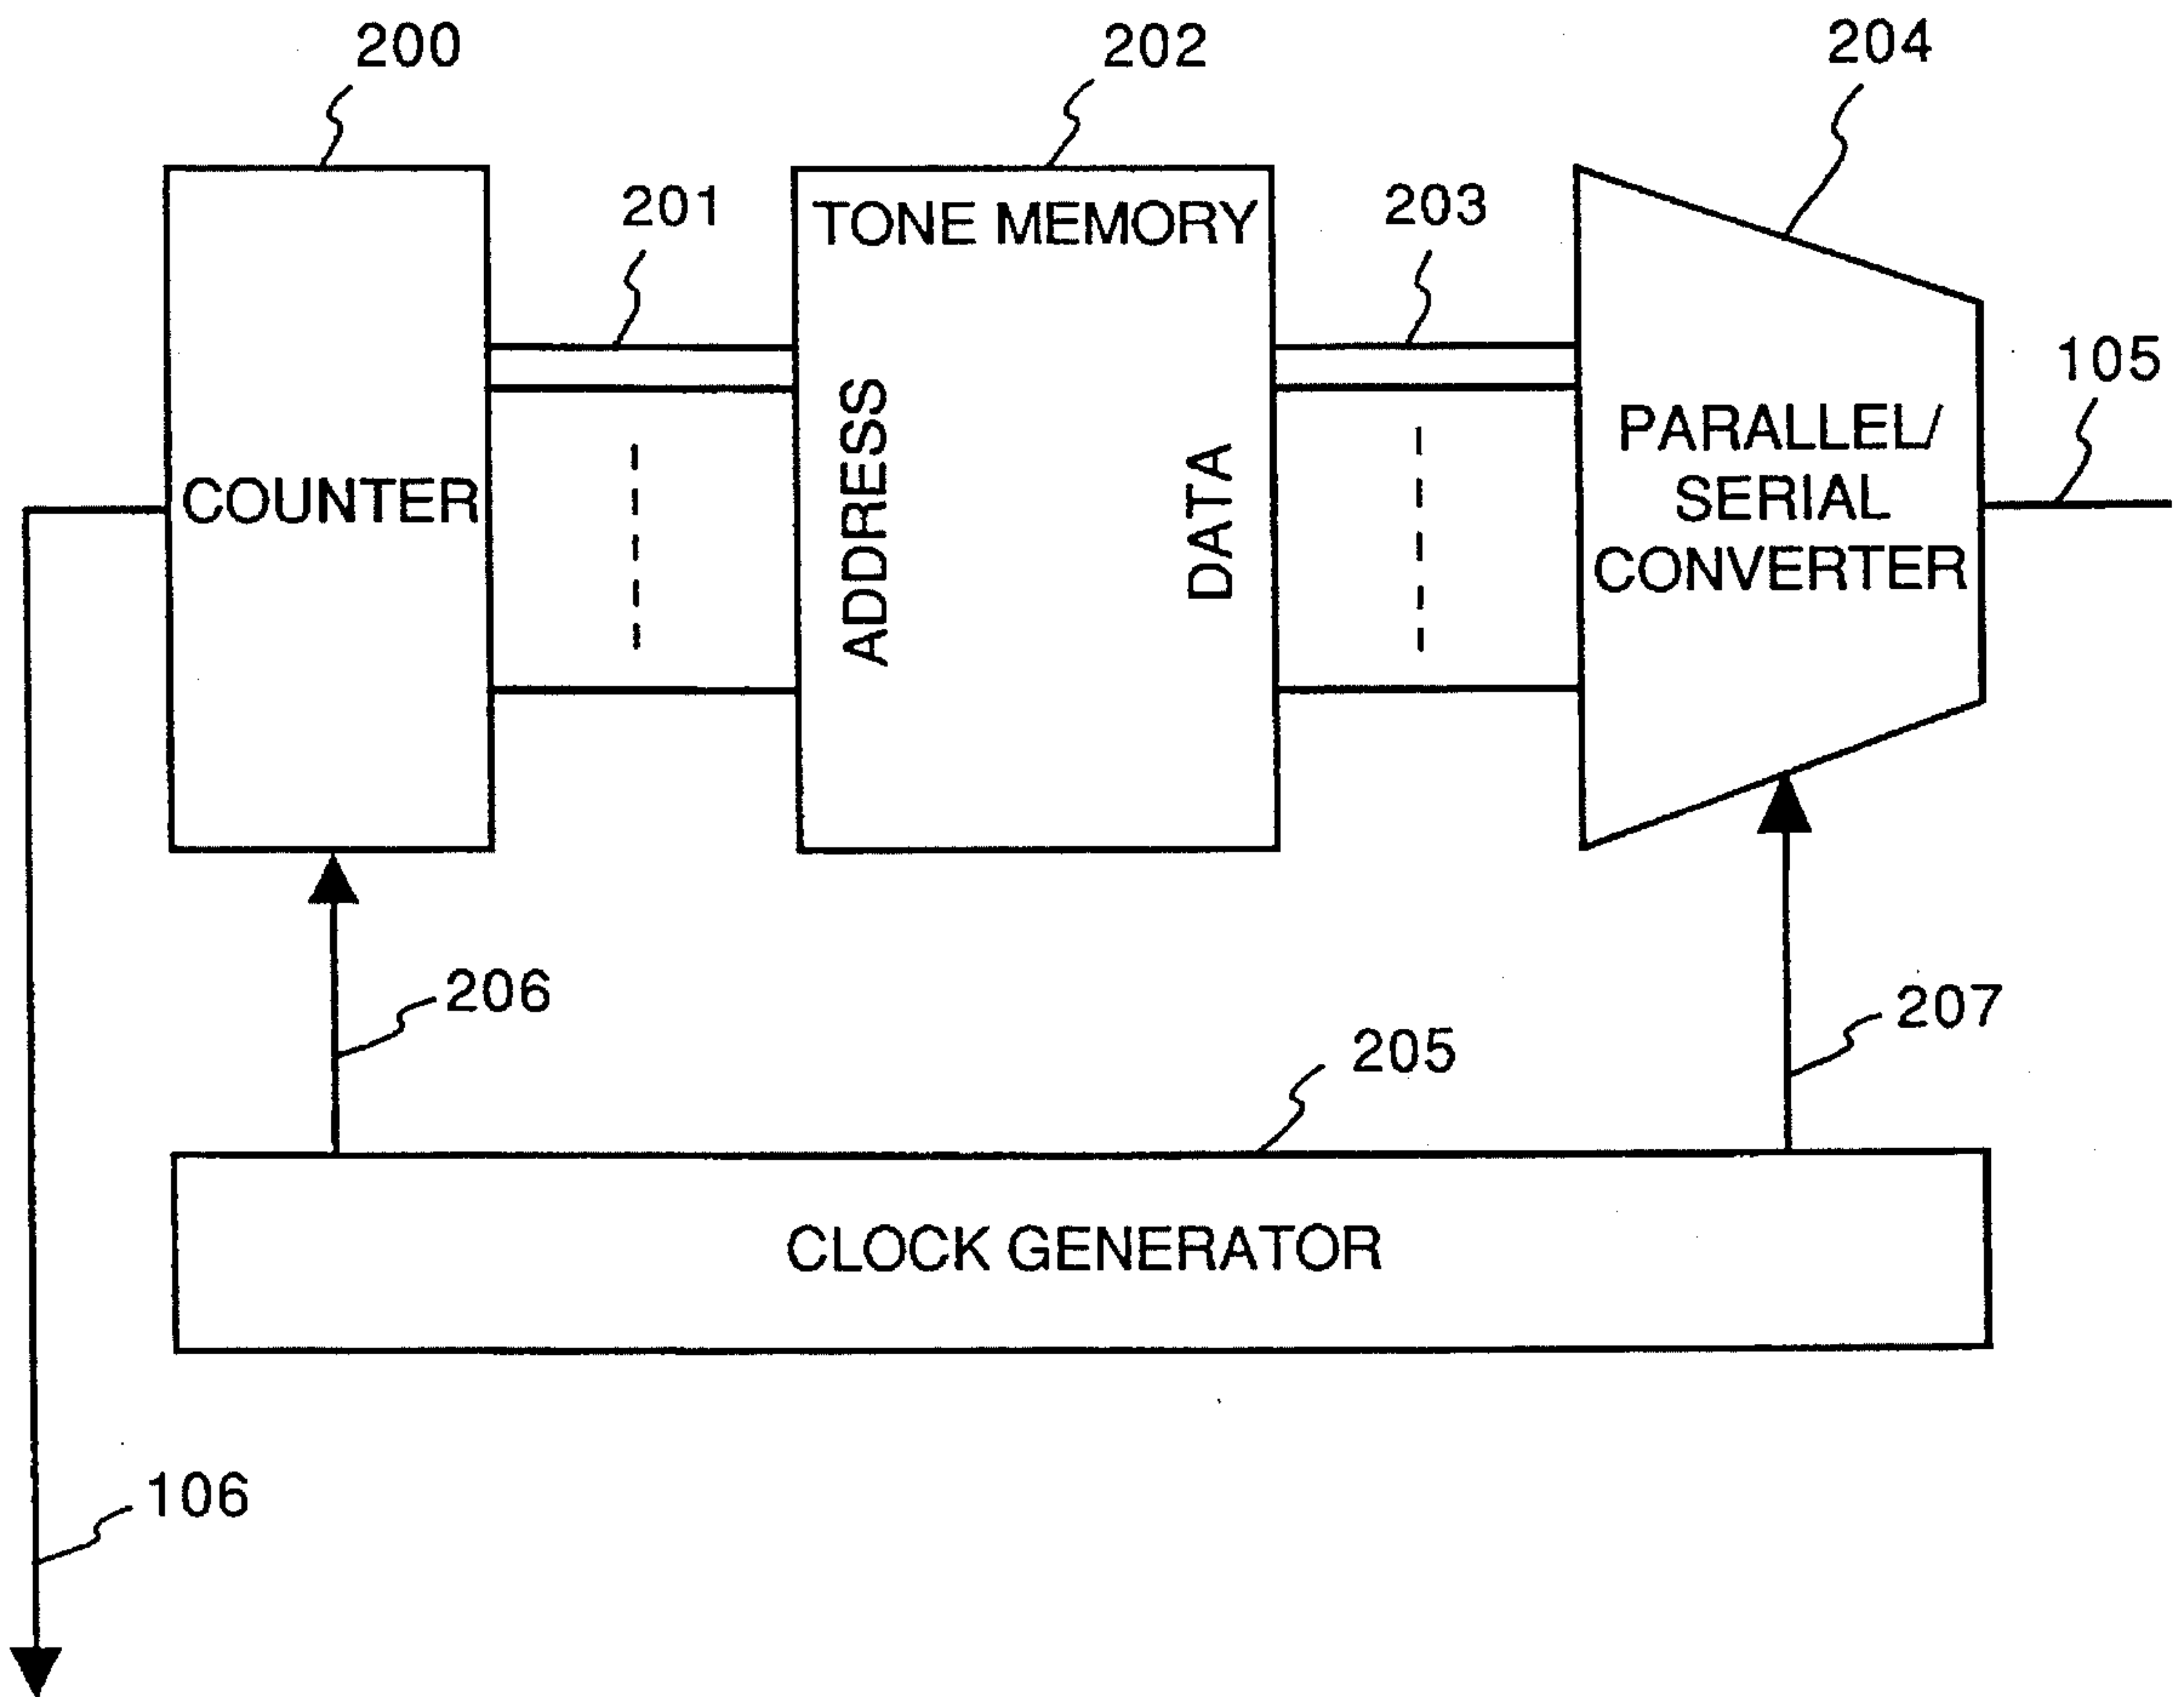 200
202
204
201
TONE MEMORY
203
105
COUNTER
ADDRESS
DATA
PARALLEL/
SERIAL
CONVERTER
206
207
205
CLOCK GENERATOR
106